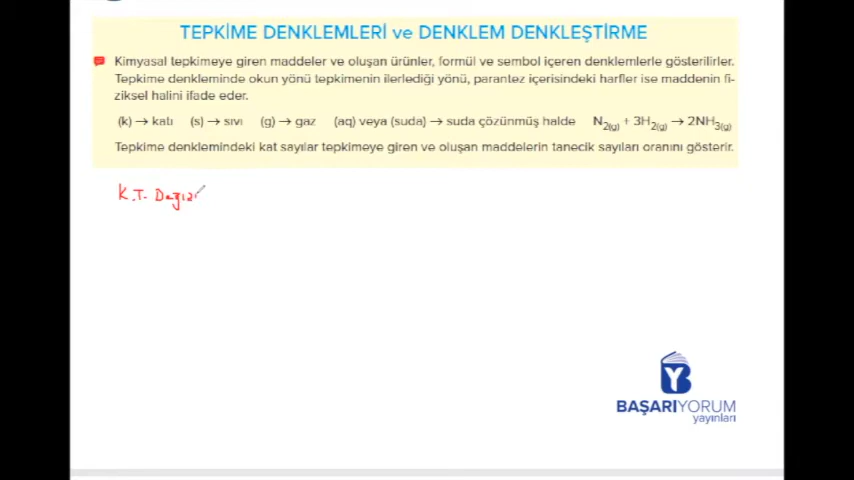 TEPKİME DENKLEMLERİ ve DENKLEM DENKLEŞTİRME
Kimyasal tepkimeye giren maddeler ve oluşan ürünler, formül ve sembol içeren denklemlerle gösterilirler.
Tepkime denkleminde okun yönü tepkimenin ilerlediği yönü, parantez içerisindeki harfler ise maddenin fi-
ziksel halini ifade eder.
(k) → katı (s) → sıvı (g) → gaz (aq) veya (suda) → suda çözünmüş halde N₂₍g₎ + 3H₂₍g₎ → 2NH₃₍g₎
Tepkime denklemindeki kat sayılar tepkimeye giren ve oluşan maddelerin tanecik sayıları oranını gösterir.
K.T.
BAŞARIYORUM
yayınları